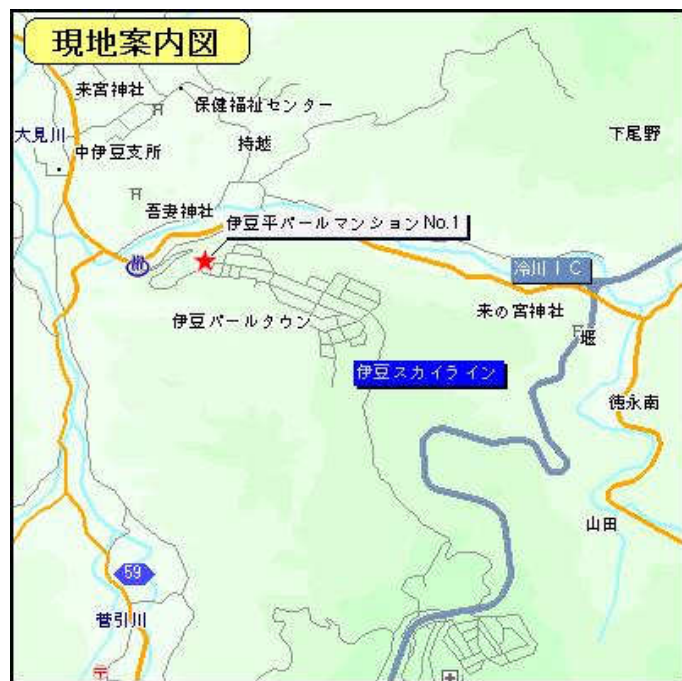 現地案内図
来宮神社
保健福祉センター
大見川
中伊豆支所
持越
下尾野
吾妻神社
伊豆平パールマンションNo.1
冷川IC
伊豆パールタウン
来の宮神社
堰
伊豆スカイライン
徳永南
山田
59
菅引川